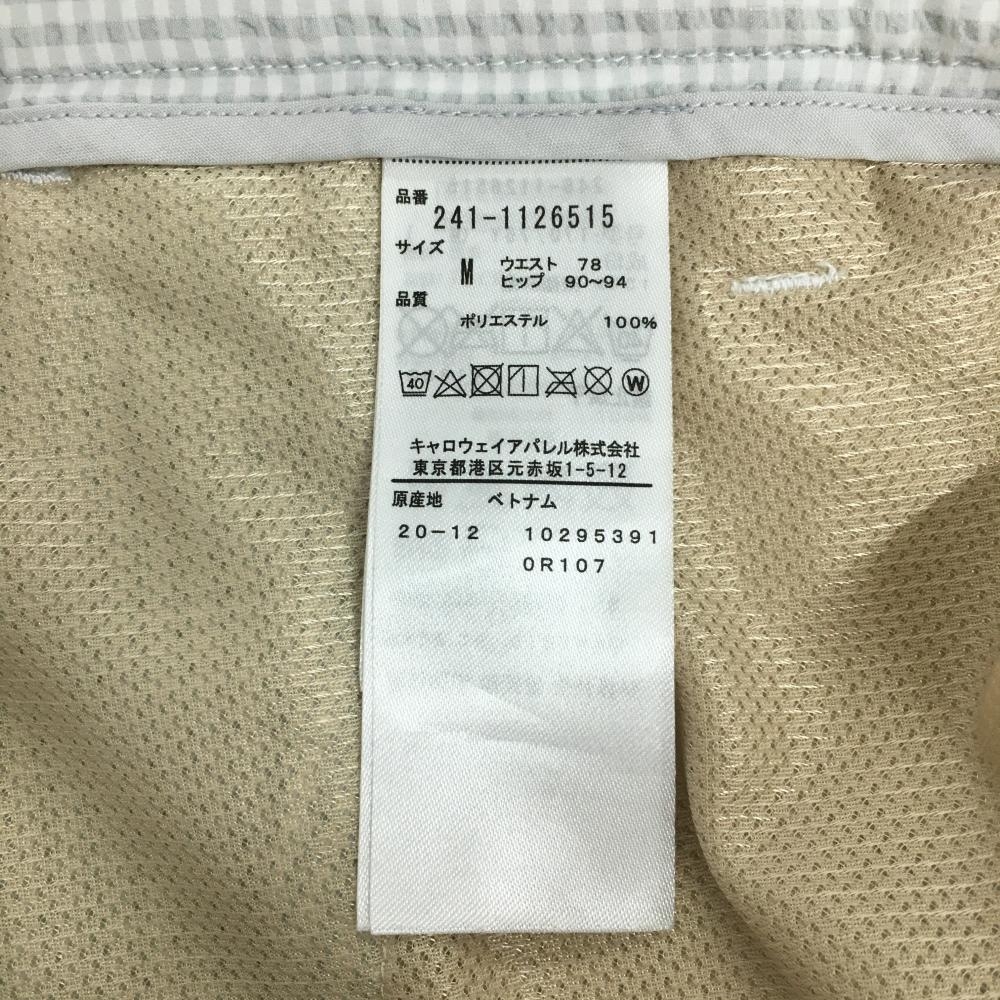 品番
241-1126515
サイズ
M ウエスト 78
ヒップ 90~94
品質
ポリエステル 100%
40 W
キャロウェイアパレル株式会社
東京都港区元赤坂1-5-12
原産地 ベトナム
20-12 10295391
0R107